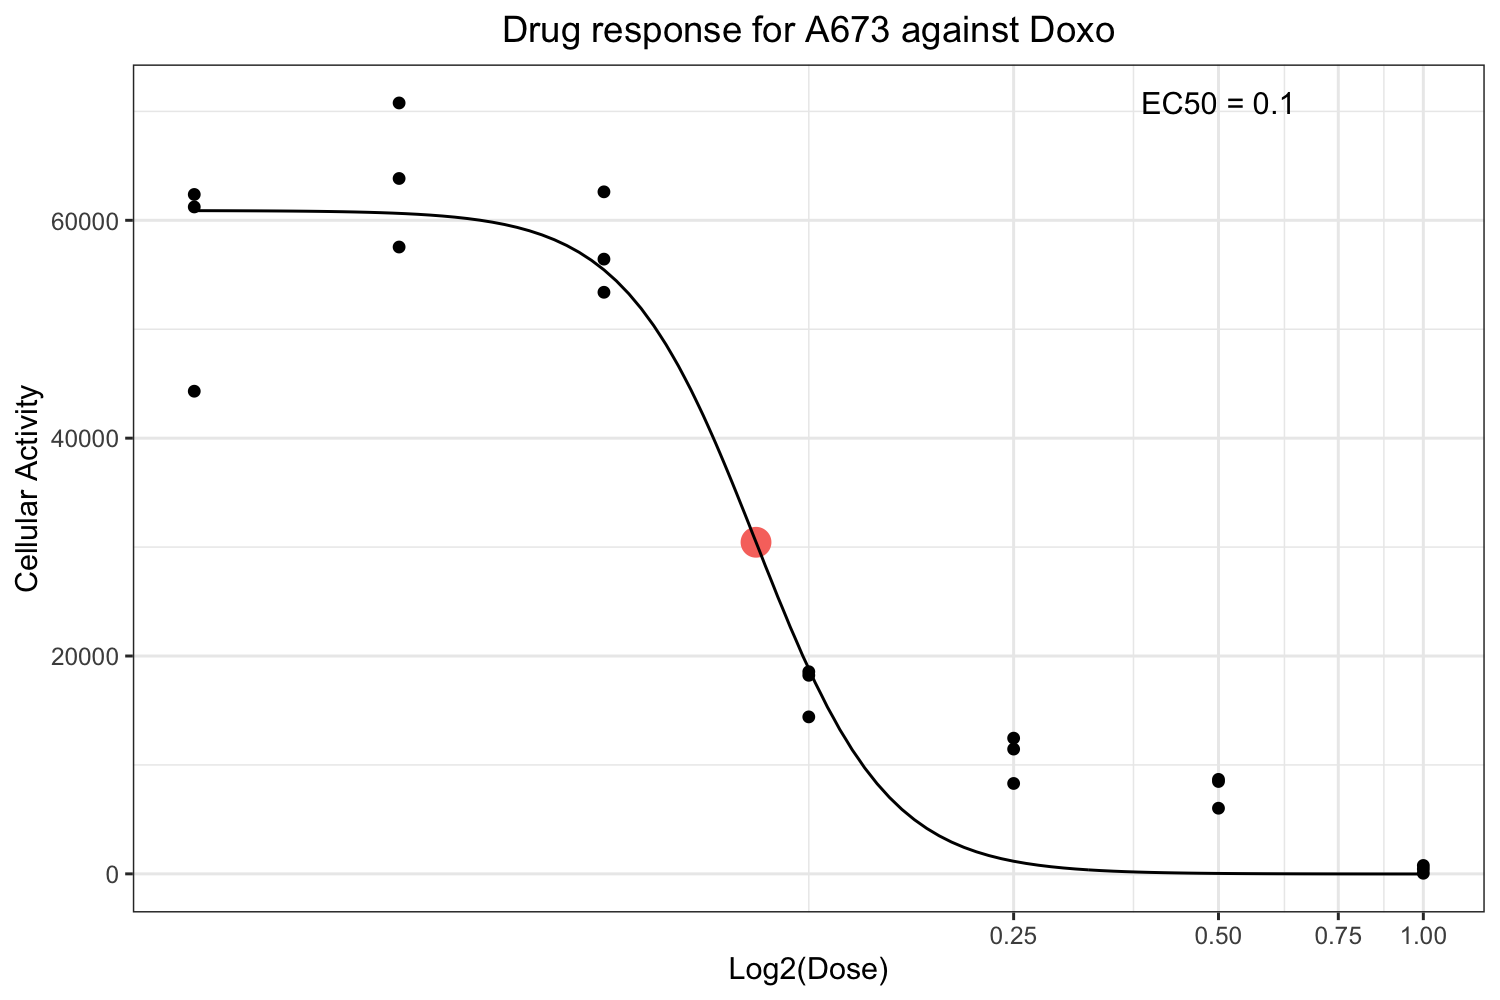 Drug response for A673 against Doxo
EC50 = 0.1
60000
40000
20000
0
Cellular Activity
0.25 0.50 0.75 1.00
Log2(Dose)